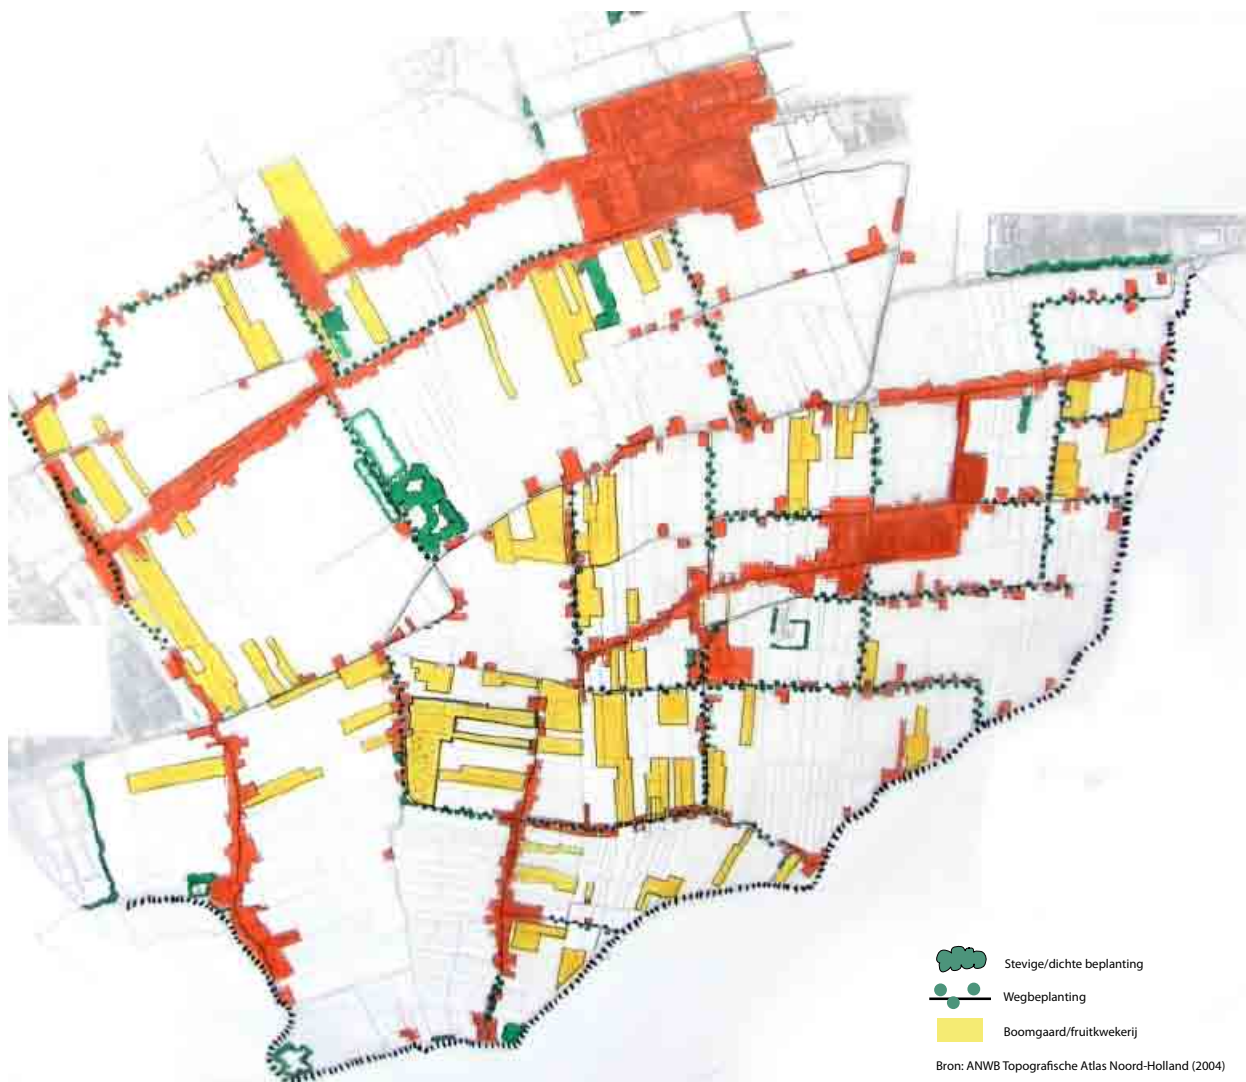 Stevige/dichte beplanting
Wegbeplanting
Boomgaard/fruitkwekerij
Bron: ANWB Topografische Atlas Noord-Holland (2004)